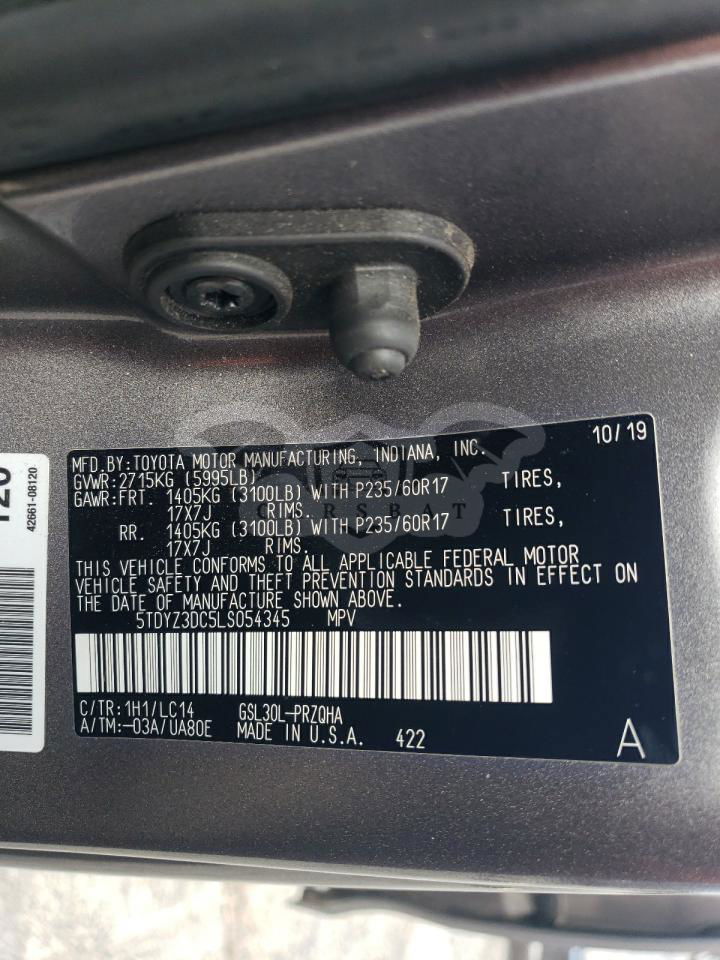 MFD.BY:TOYOTA MOTOR MANUFACTURING, INDIANA, INC. 10/19
GVWR:2715KG (5995LB)
GAWR:FRT. 1405KG (3100LB) WITH P235/60R17 TIRES,
17X7J RIMS.
RR. 1405KG (3100LB) WITH P235/60R17 TIRES,
17X7J RIMS.
THIS VEHICLE CONFORMS TO ALL APPLICABLE FEDERAL MOTOR
VEHICLE SAFETY AND THEFT PREVENTION STANDARDS IN EFFECT ON
THE DATE OF MANUFACTURE SHOWN ABOVE.
5TDYZ3DC5LS054345 MPV
C/TR:1H1/LC14 GSL30L-PRZQHA
A/TM:-03A/UA80E MADE IN U.S.A. 422 A
42661-08120
CARSBAT